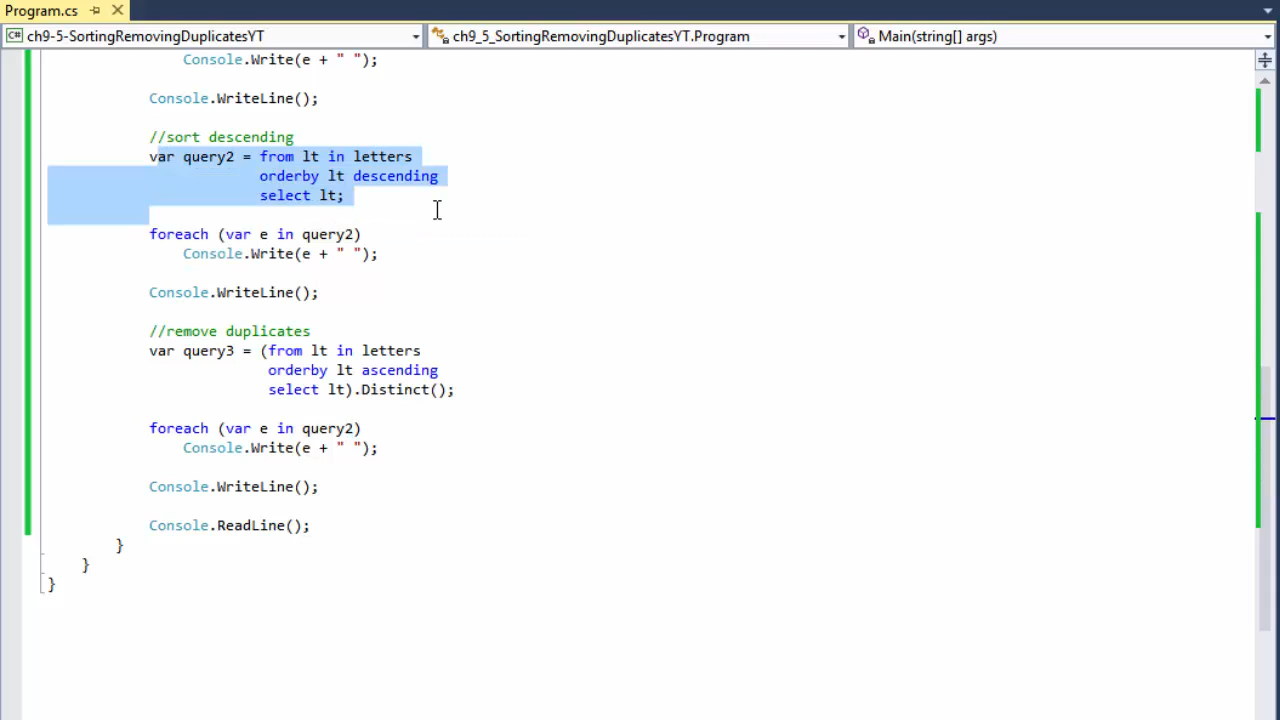 Program.cs
ch9-5-SortingRemovingDuplicatesYT ch9_5_SortingRemovingDuplicatesYT.Program Main(string[] args)
Console.Write(e + " ");
Console.WriteLine();
//sort descending
var query2 = from lt in letters
orderby lt descending
select lt;
foreach (var e in query2)
Console.Write(e + " ");
Console.WriteLine();
//remove duplicates
var query3 = (from lt in letters
orderby lt ascending
select lt).Distinct();
foreach (var e in query2)
Console.Write(e + " ");
Console.WriteLine();
Console.ReadLine();
}
}
}